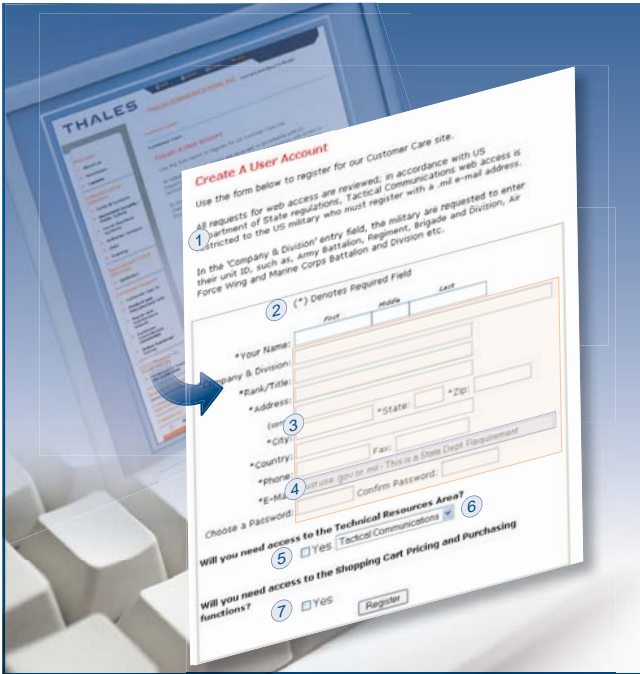 THALES
Create A User Account
Create A User Account
Use the form below to register for our Customer Care site.
All requests for web access are reviewed; in accordance with US
Department of State regulations, Tactical Communications web access is
restricted to the US military who must register with a .mil e-mail address.
1
In the 'Company & Division' entry field, the military are requested to enter
their unit ID, such as, Army Battalion, Regiment, Brigade and Division, Air
Force Wing and Marine Corps Battalion and Division etc.
2 (*) Denotes Required Field
First Middle Last
*Your Name:
Company & Division:
*Rank/Title:
*Address:
3
*City: *State: *Zip:
*Country:
*Phone: Fax:
4
*E-Mail: Must use .gov or .mil - This is a State Dept Requirement
Choose a Password: Confirm Password:
Will you need access to the Technical Resources Area?
5 Yes Tactical Communications 6
Will you need access to the Shopping Cart Pricing and Purchasing
functions?
7 Yes Register